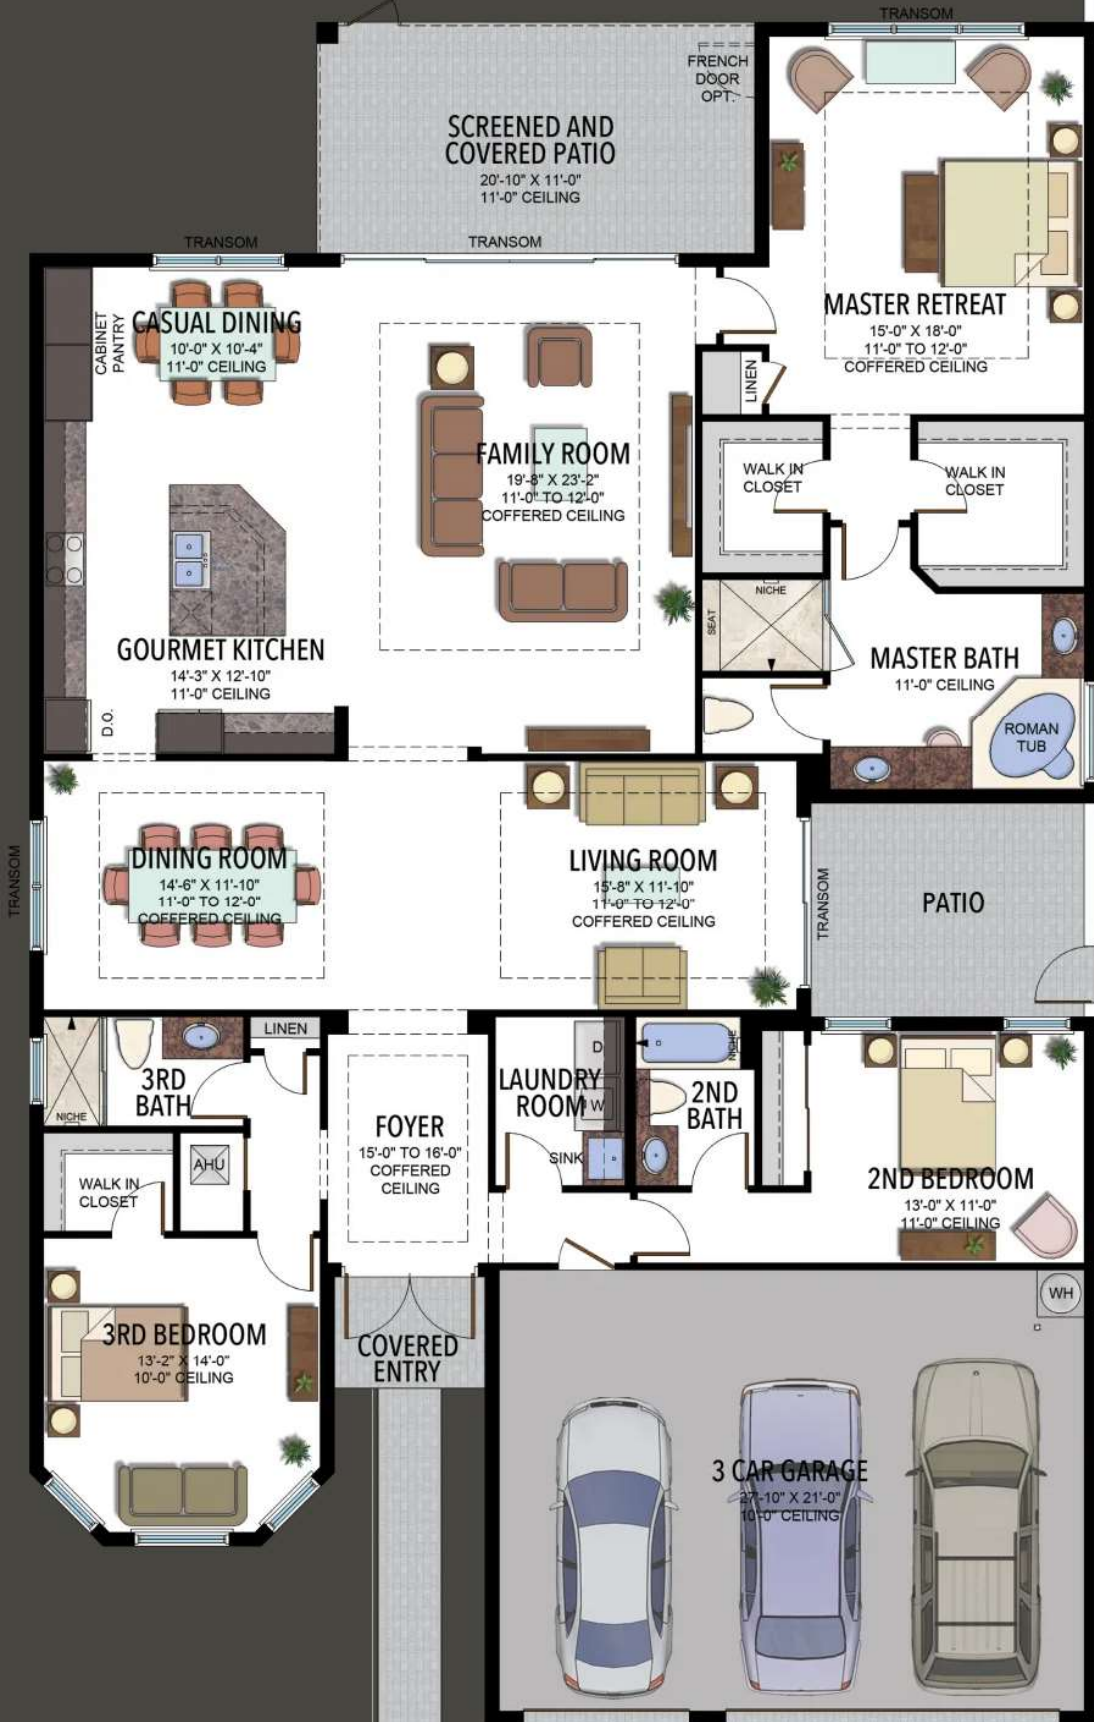 TRANSOM
FRENCH
DOOR
OPT.
SCREENED AND
COVERED PATIO
20'-10" X 11'-0"
11'-0" CEILING
TRANSOM
TRANSOM
MASTER RETREAT
15'-0" X 18'-0"
11'-0" TO 12'-0"
COFFERED CEILING
CABINET
PANTRY
CASUAL DINING
10'-0" X 10'-4"
11'-0" CEILING
LINEN
FAMILY ROOM
19'-8" X 23'-2"
11'-0" TO 12'-0"
COFFERED CEILING
WALK IN
CLOSET
WALK IN
CLOSET
NICHE
SEAT
GOURMET KITCHEN
14'-3" X 12'-10"
11'-0" CEILING
MASTER BATH
11'-0" CEILING
D.O.
ROMAN
TUB
TRANSOM
DINING ROOM
14'-6" X 11'-10"
11'-0" TO 12'-0"
COFFERED CEILING
LIVING ROOM
15'-8" X 11'-10"
11'-0" TO 12'-0"
COFFERED CEILING
TRANSOM
PATIO
LINEN
3RD
BATH
NICHE
FOYER
15'-0" TO 16'-0"
COFFERED
CEILING
LAUNDRY
ROOM
D
W
SINK
NICHE
2ND
BATH
AHU
WALK IN
CLOSET
2ND BEDROOM
13'-0" X 11'-0"
11'-0" CEILING
WH
3RD BEDROOM
13'-2" X 14'-0"
10'-0" CEILING
COVERED
ENTRY
3 CAR GARAGE
27'-10" X 21'-0"
10'-0" CEILING